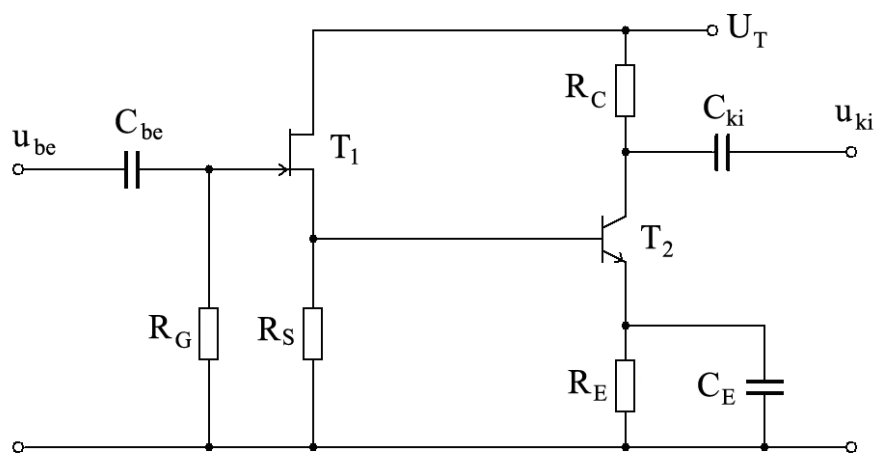 U_T
R_C
C_ki
u_ki
u_be
C_be
T_1
T_2
R_G
R_S
R_E
C_E